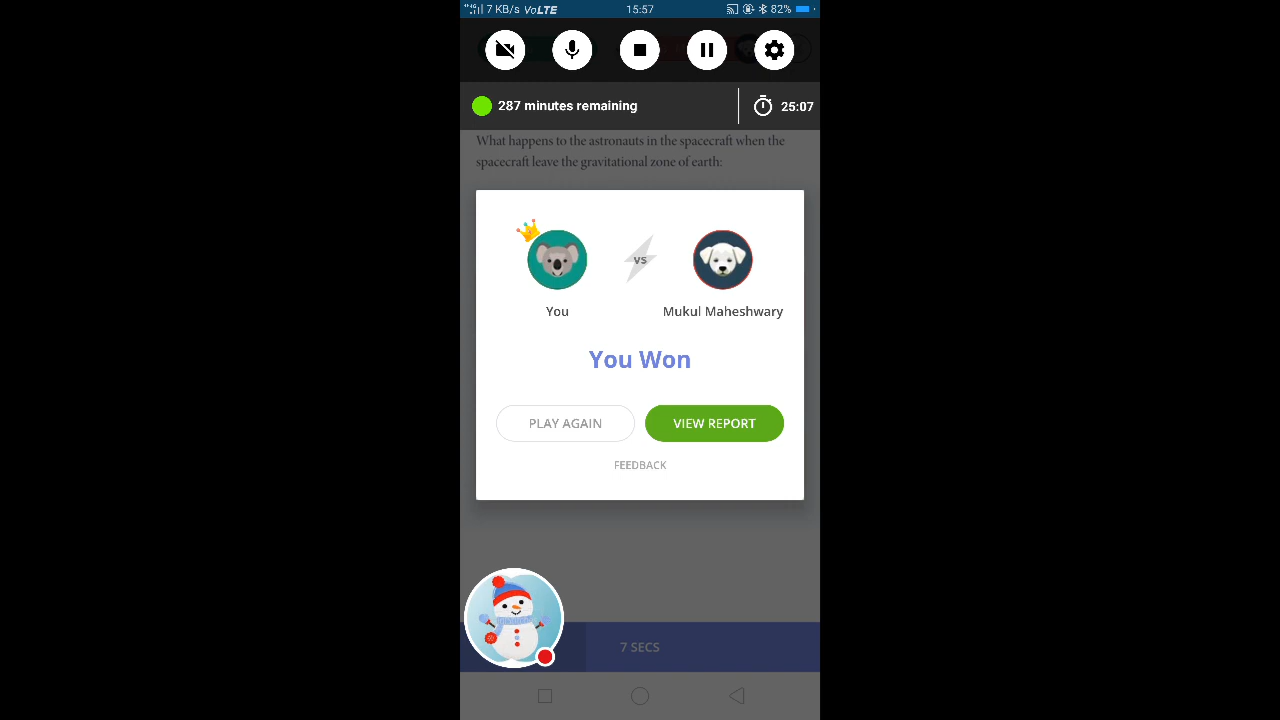 7 KB/s VoLTE 15:57 82%
287 minutes remaining 25:07
What happens to the astronauts in the spacecraft when the
spacecraft leave the gravitational zone of earth:
vs
You Mukul Maheshwary
You Won
PLAY AGAIN VIEW REPORT
FEEDBACK
7 SECS